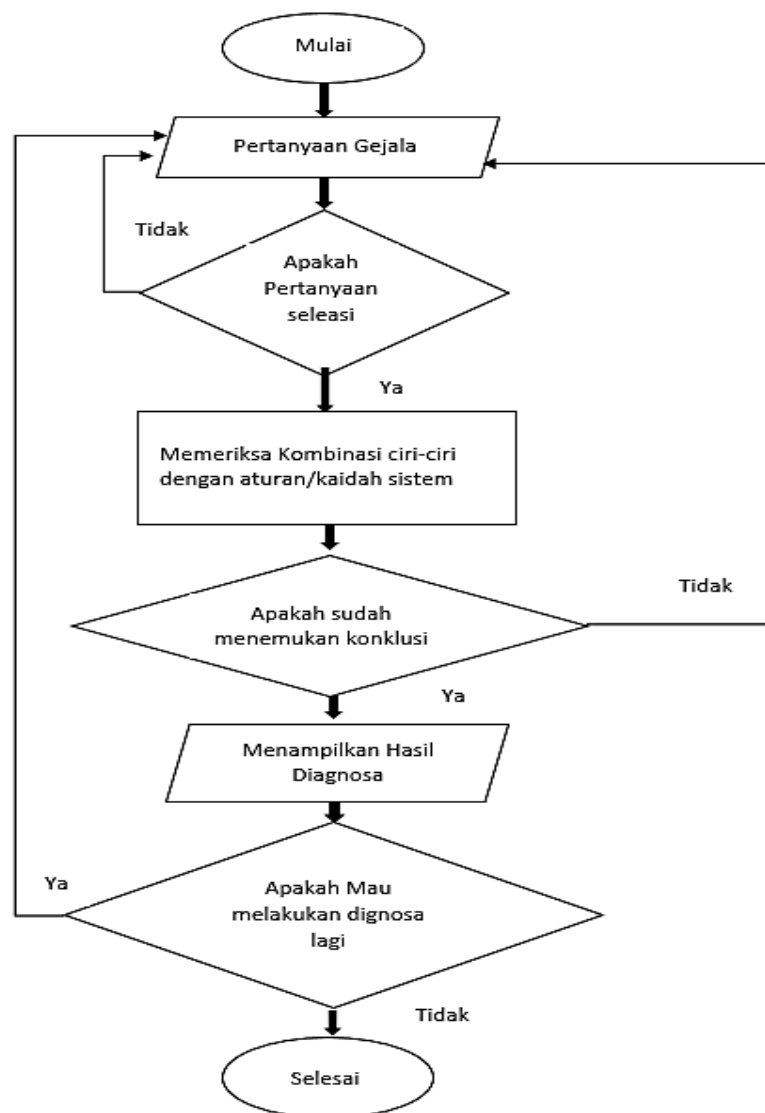 Mulai
Pertanyaan Gejala
Tidak
Apakah
Pertanyaan
seleasi
Ya
Memeriksa Kombinasi ciri-ciri
dengan aturan/kaidah sistem
Tidak
Apakah sudah
menemukan konklusi
Ya
Menampilkan Hasil
Diagnosa
Ya
Apakah Mau
melakukan dignosa
lagi
Tidak
Selesai